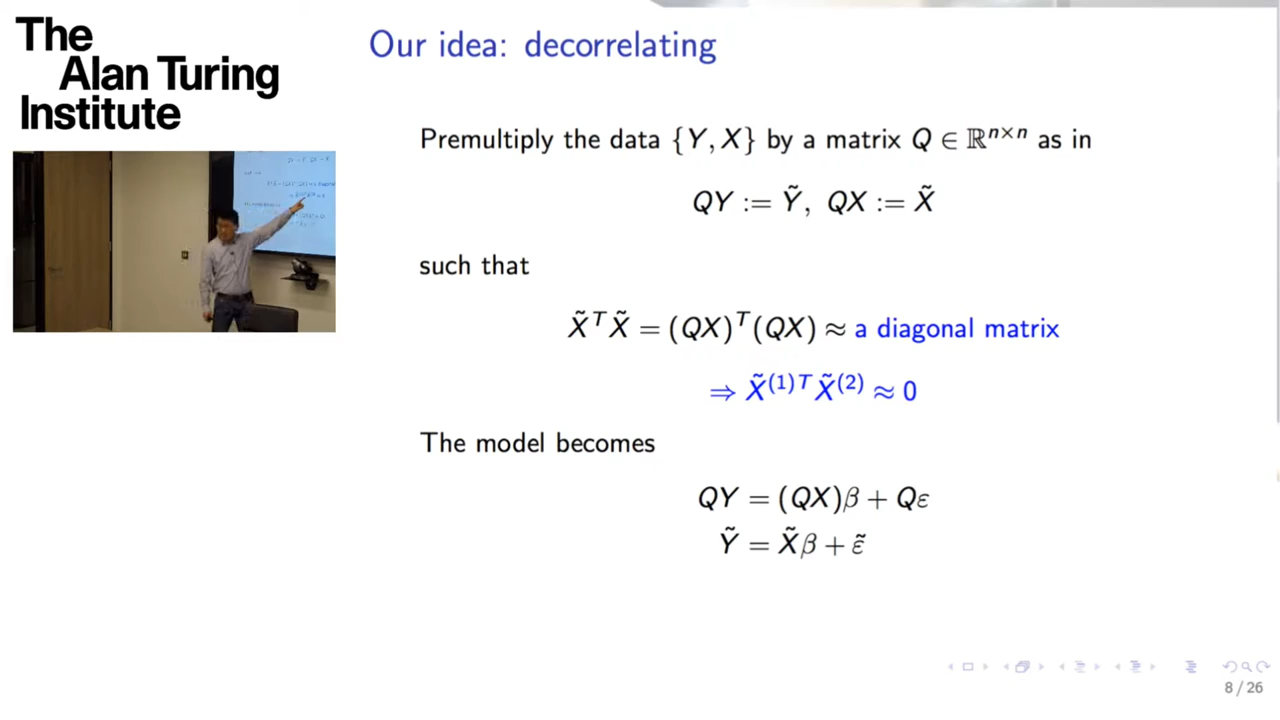 The
Alan Turing
Institute
Our idea: decorrelating
Premultiply the data {Y, X} by a matrix Q ∈ ℝⁿˣⁿ as in
QY := Ỹ, QX := X̃
such that
X̃ᵀX̃ = (QX)ᵀ(QX) ≈ a diagonal matrix
⇒ X̃⁽¹⁾ᵀX̃⁽²⁾ ≈ 0
The model becomes
QY = (QX)β + Qε
Ỹ = X̃β + ε̃
8 / 26